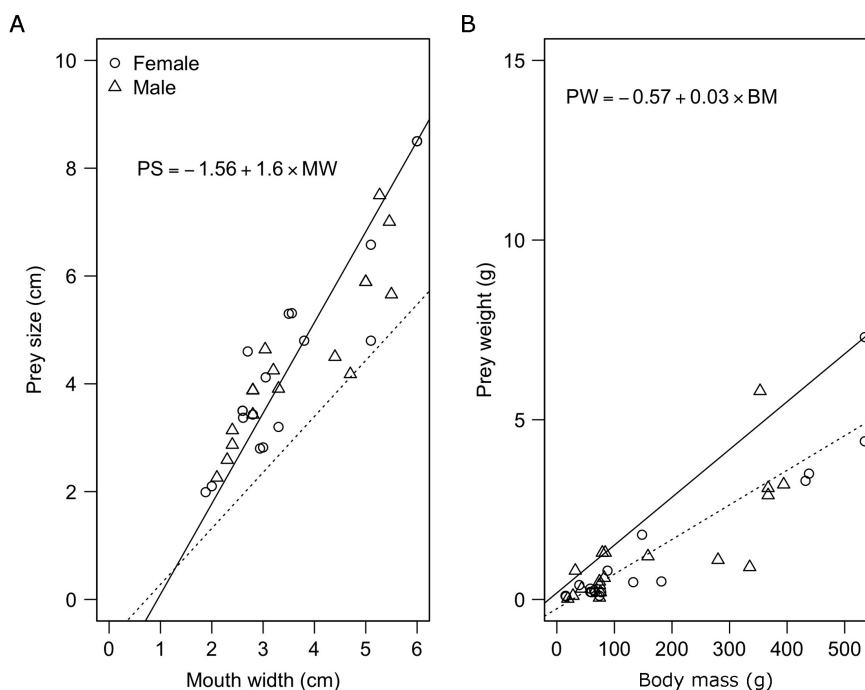 A
Female
Male
PS = − 1.56 + 1.6 × MW
10
8
6
4
2
0
Prey size (cm)
0 1 2 3 4 5 6
Mouth width (cm)
B
PW = − 0.57 + 0.03 × BM
15
10
5
0
Prey weight (g)
0 100 200 300 400 500
Body mass (g)